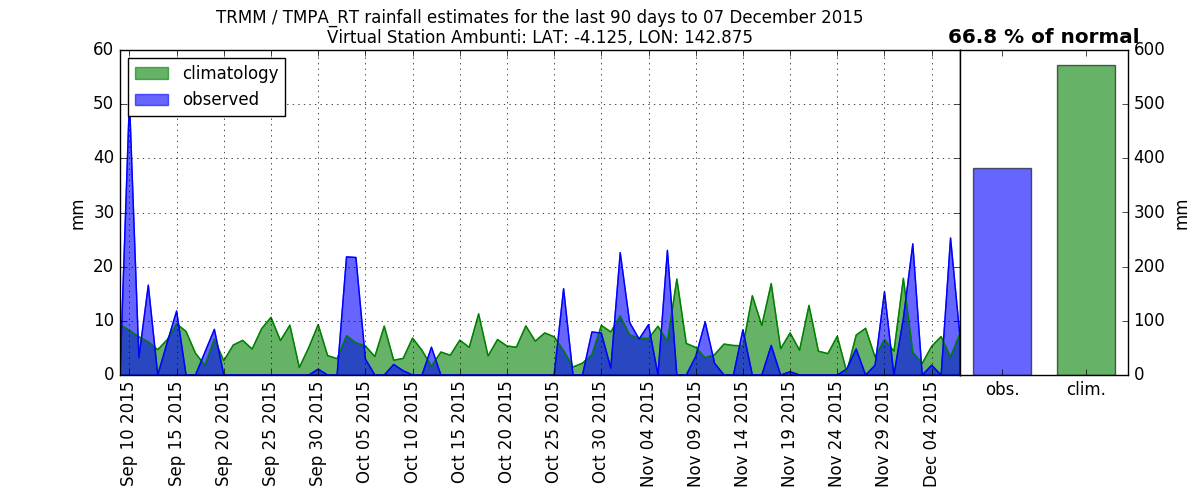 TRMM / TMPA_RT rainfall estimates for the last 90 days to 07 December 2015
Virtual Station Ambunti: LAT: -4.125, LON: 142.875
66.8 % of normal
climatology
observed
mm
60
50
40
30
20
10
0
Sep 10 2015
Sep 15 2015
Sep 20 2015
Sep 25 2015
Sep 30 2015
Oct 05 2015
Oct 10 2015
Oct 15 2015
Oct 20 2015
Oct 25 2015
Oct 30 2015
Nov 04 2015
Nov 09 2015
Nov 14 2015
Nov 19 2015
Nov 24 2015
Nov 29 2015
Dec 04 2015
600
500
400
300
200
100
0
mm
obs.
clim.